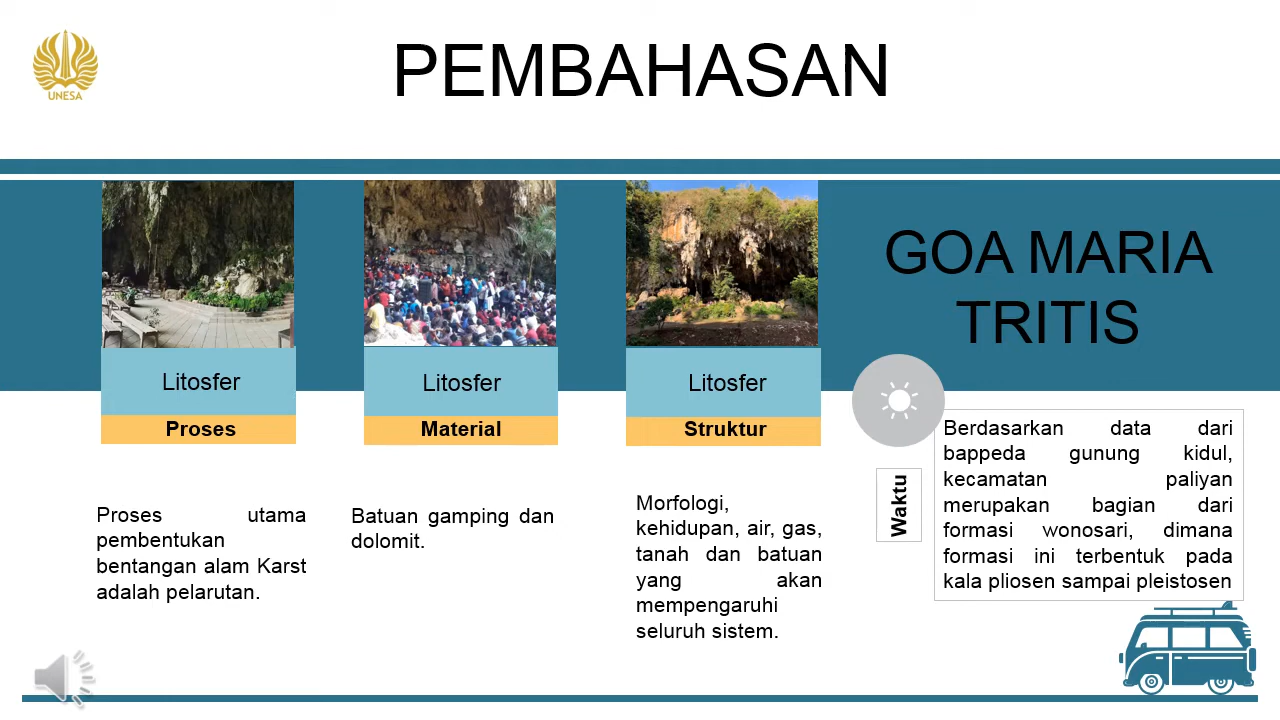 UNESA
PEMBAHASAN
GOA MARIA
TRITIS
Litosfer
Proses
Proses utama
pembentukan
bentangan alam Karst
adalah pelarutan.
Litosfer
Material
Batuan gamping dan
dolomit.
Litosfer
Struktur
Morfologi,
kehidupan, air, gas,
tanah dan batuan
yang akan
mempengaruhi
seluruh sistem.
Waktu
Berdasarkan data dari
bappeda gunung kidul,
kecamatan paliyan
merupakan bagian dari
formasi wonosari, dimana
formasi ini terbentuk pada
kala pliosen sampai pleistosen